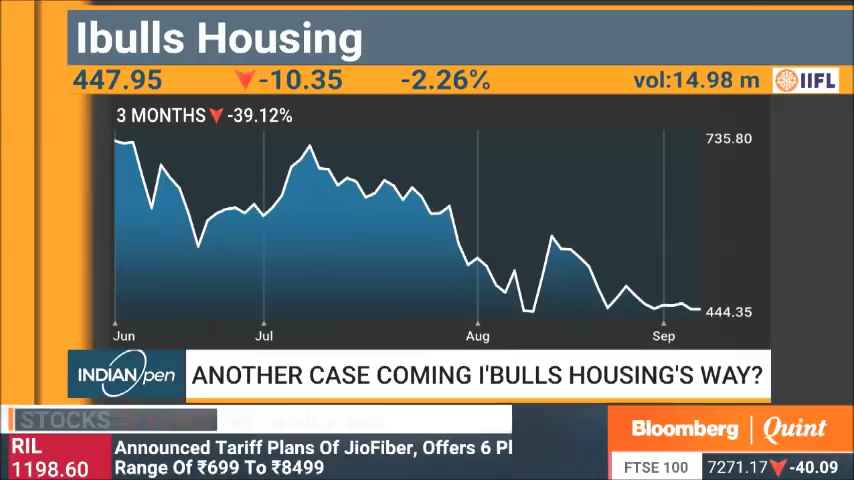 Ibulls Housing
447.95 -10.35 -2.26% vol:14.98 m IIFL
3 MONTHS -39.12%
735.80
444.35
Jun Jul Aug Sep
INDIAN Open ANOTHER CASE COMING I'BULLS HOUSING'S WAY?
STOCKS
RIL
1198.60
Announced Tariff Plans Of JioFiber, Offers 6 Pl
Range Of ₹699 To ₹8499
Bloomberg | Quint
FTSE 100 7271.17 -40.09